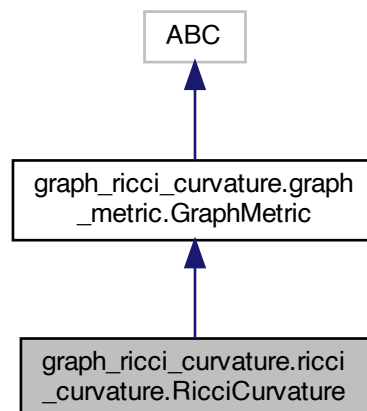 ABC
graph_ricci_curvature.graph
_metric.GraphMetric
graph_ricci_curvature.ricci
_curvature.RicciCurvature